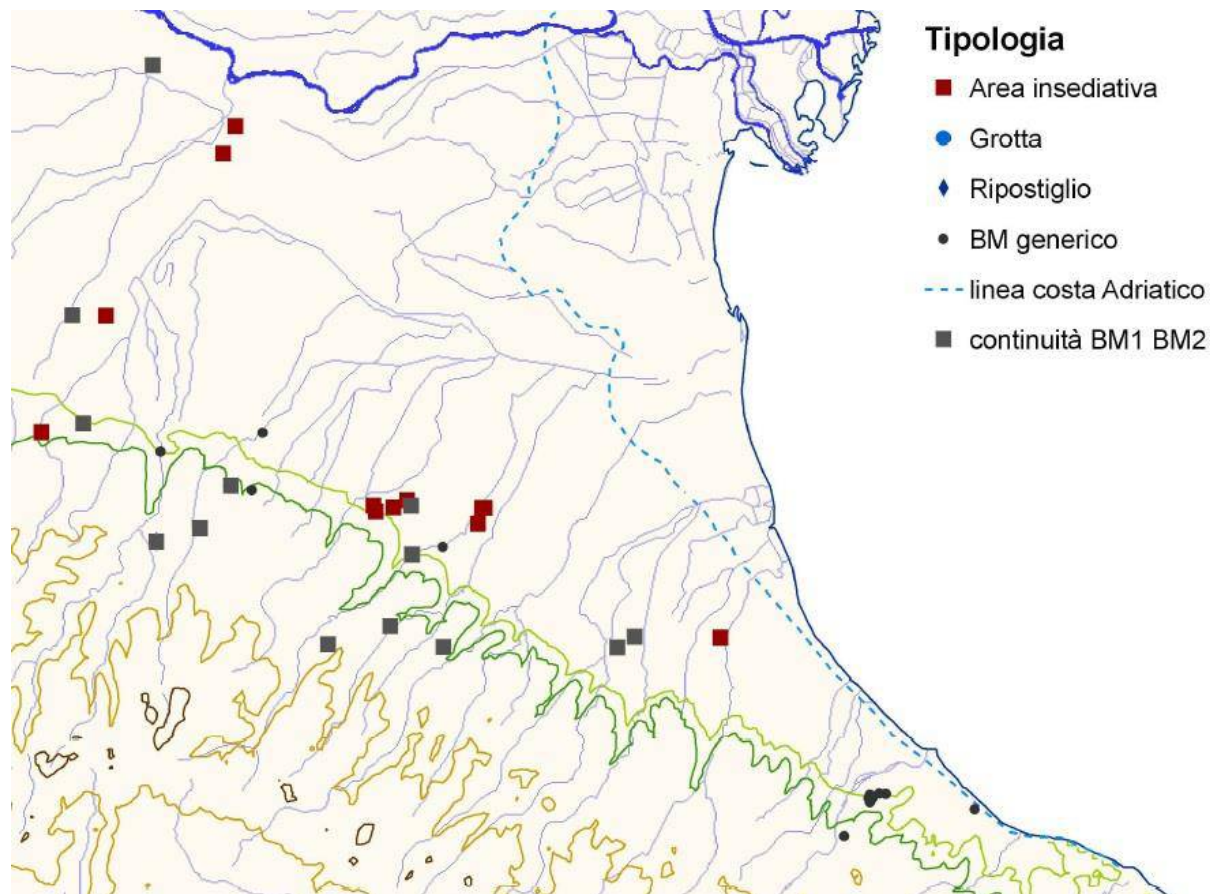 Tipologia
Area insediativa
Grotta
Ripostiglio
BM generico
linea costa Adriatico
continuità BM1 BM2